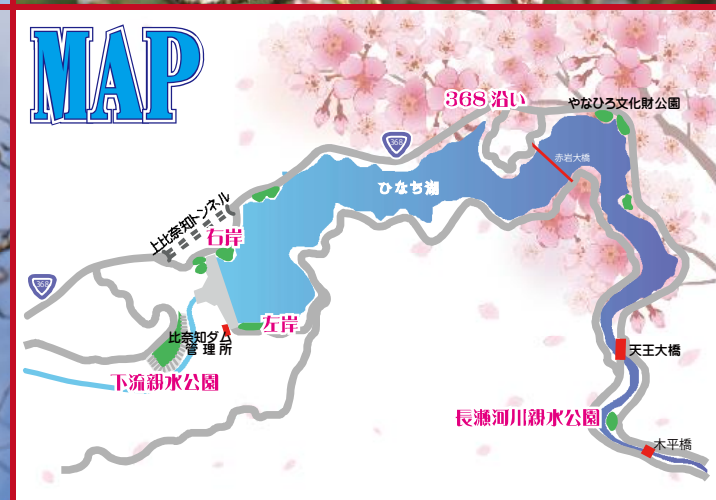 MAP
368 沿い
やなひろ文化財公園
368
赤岩大橋
ひなち湖
上比奈知トンネル
右岸
368
左岸
比奈知ダム
管理所
天王大橋
下流親水公園
長瀬河川親水公園
木平橋